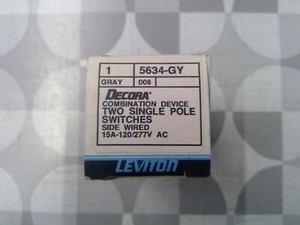 1 5634-GY
GRAY 008
DECORA®
COMBINATION DEVICE
TWO SINGLE POLE
SWITCHES
SIDE WIRED
15A-120/277V AC
LEVITON